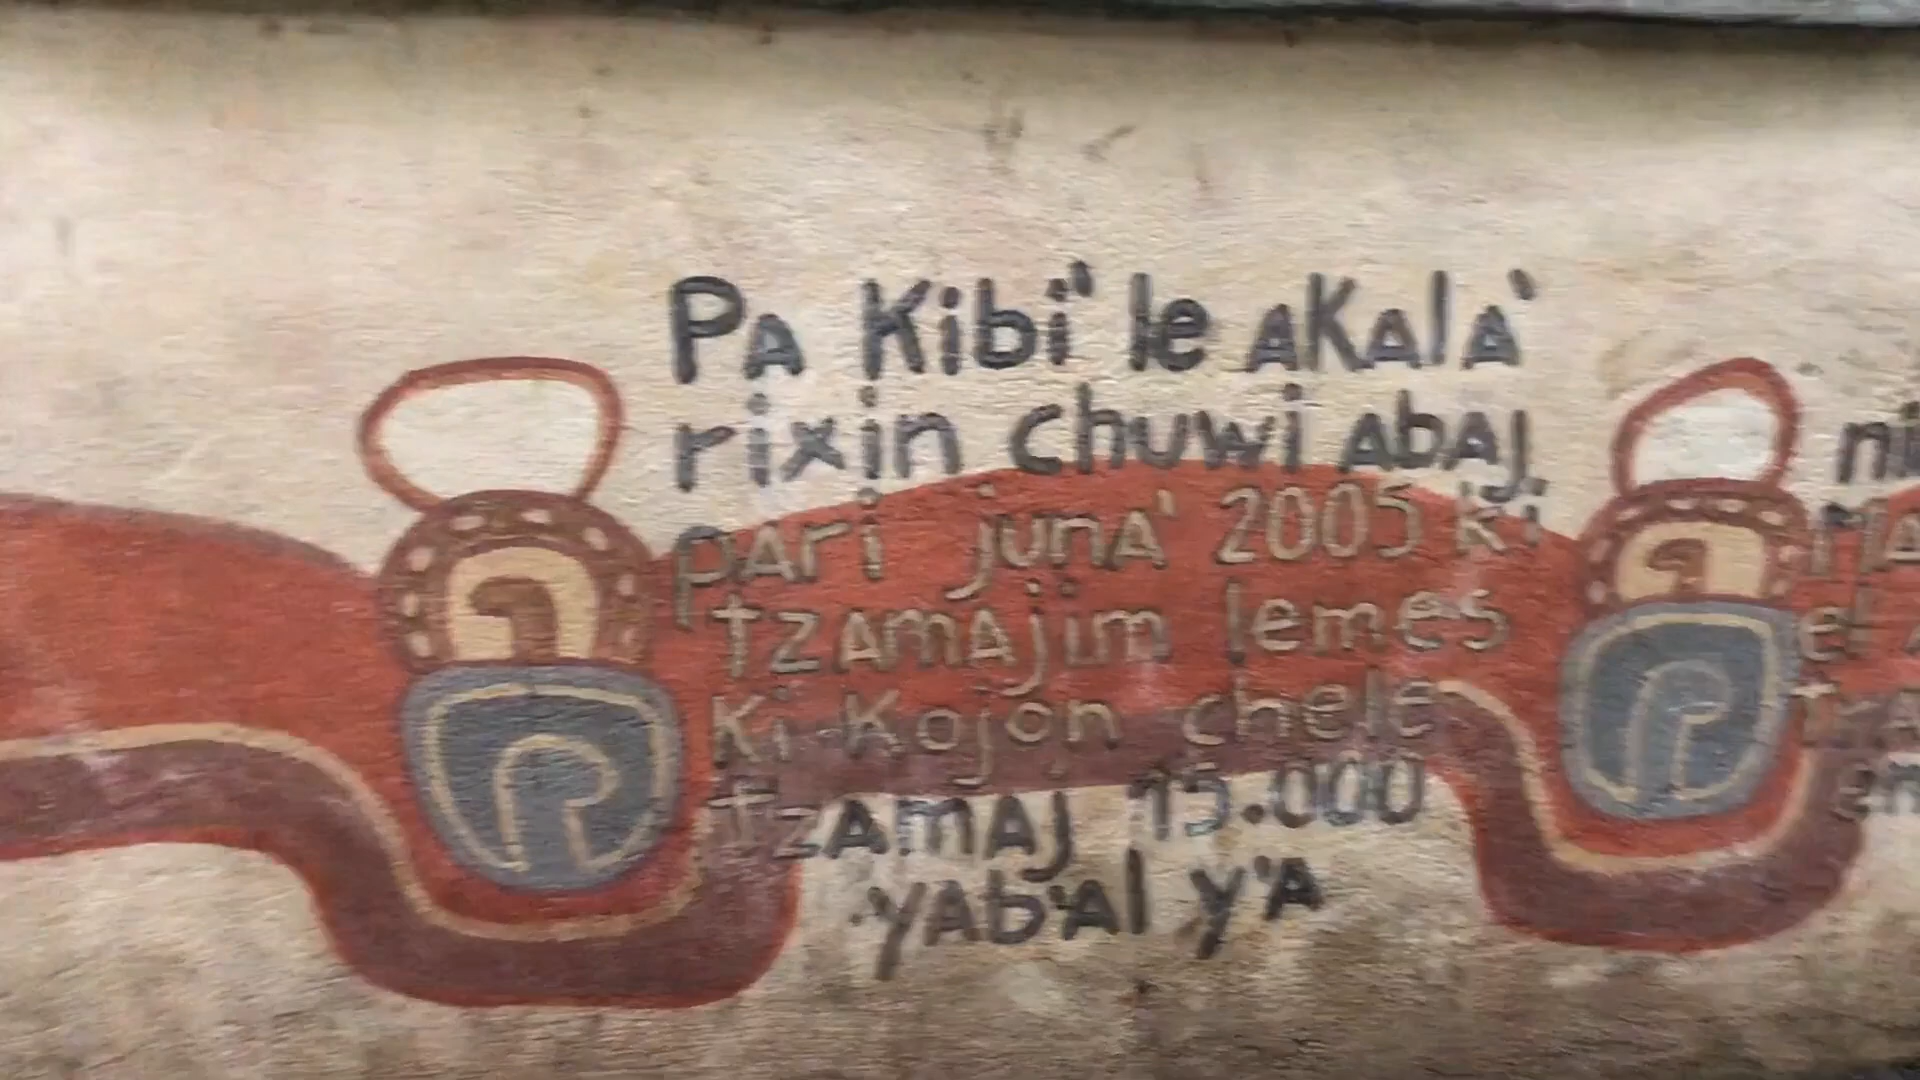 Pa Kibi' le aKala'
rixin chuwi abaj.
pari juna' 2005 Ki
tzamajim lemes
Ki Kojon chele
tzamaj 15.000
yab'al y'a